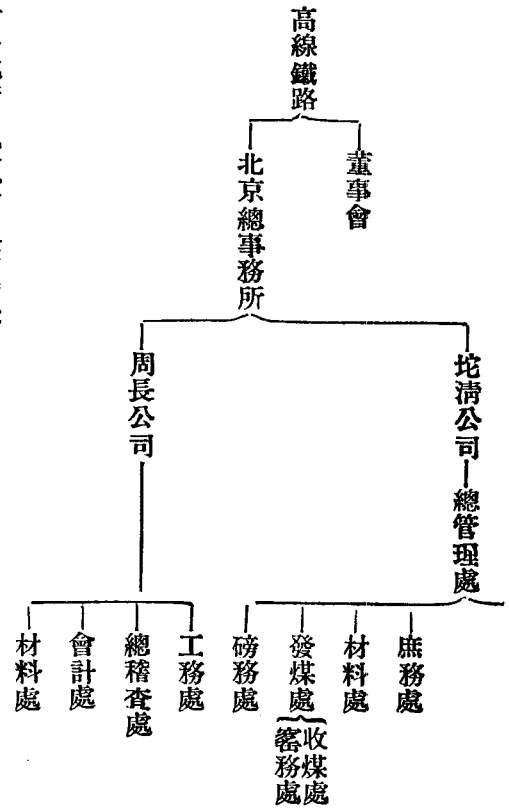 高線鐵路
董事會
北京總事務所
坨淸公司
總管理處
庶務處
材料處
發煤處
收煤處
窰務處
磅務處
周長公司
工務處
總稽查處
會計處
材料處